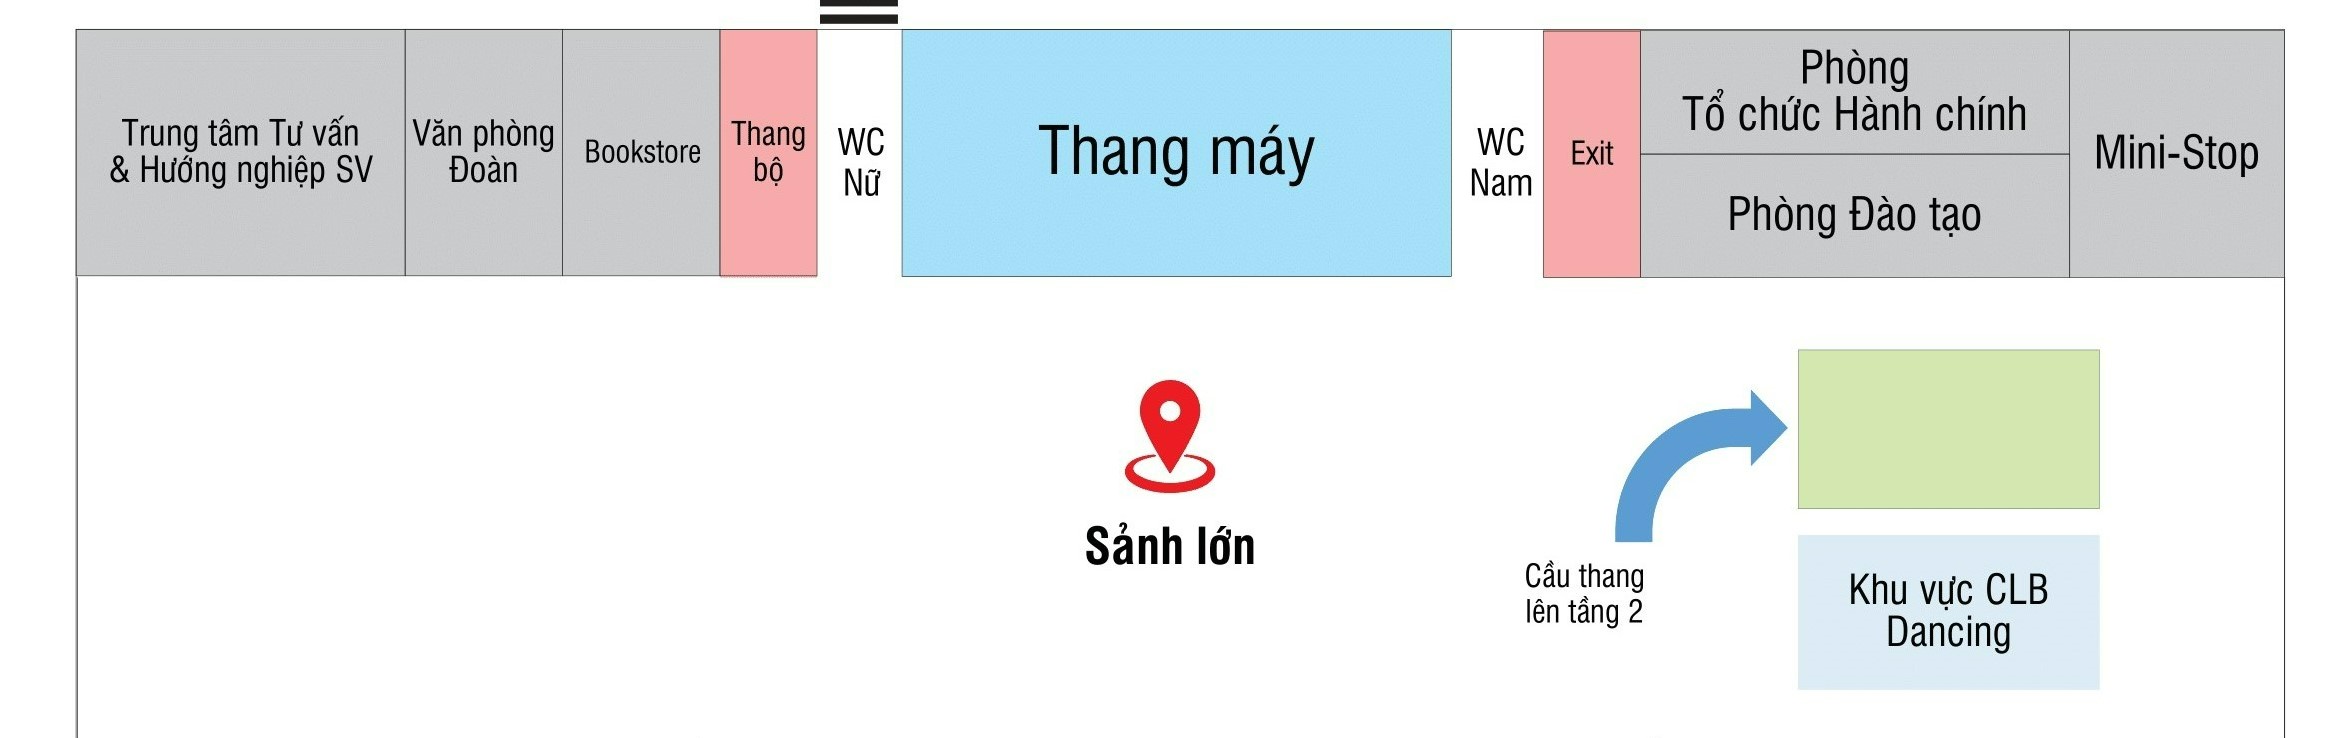 Trung tâm Tư vấn
& Hướng nghiệp SV
Văn phòng
Đoàn
Bookstore
Thang
bộ
WC
Nữ
Thang máy
WC
Nam
Exit
Phòng
Tổ chức Hành chính
Phòng Đào tạo
Mini-Stop
Sảnh lớn
Cầu thang
lên tầng 2
Khu vực CLB
Dancing